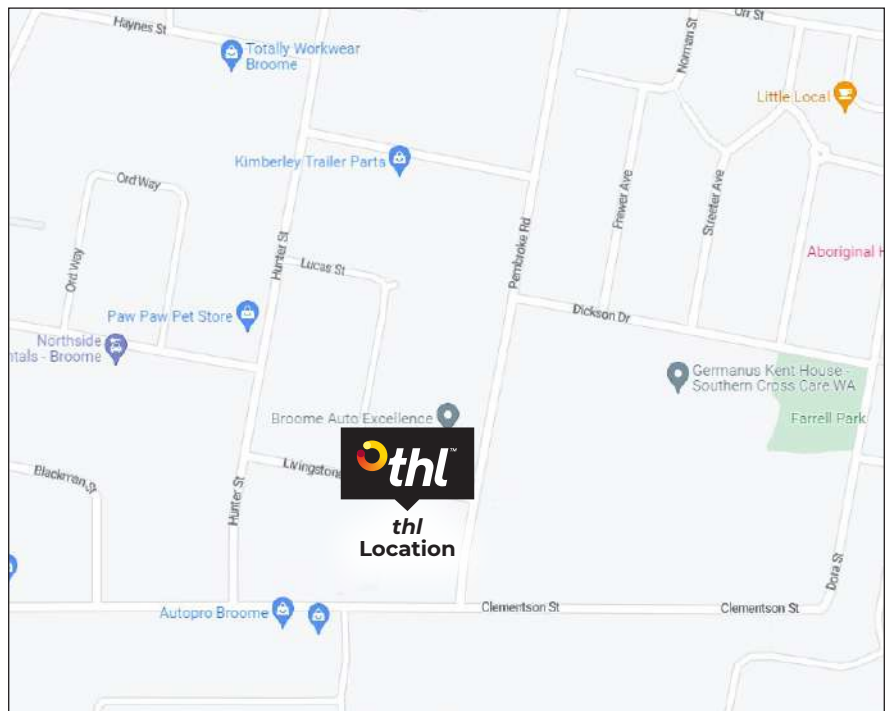 Haynes St
Totally Workwear
Broome
Norman St
Orr St
Little Local
Kimberley Trailer Parts
Ord Way
Ord Way
Hunter St
Lucas St
Pembroke Rd
Frewer Ave
Streeter Ave
Aboriginal H
Paw Paw Pet Store
Dickson Dr
Northside
ntals - Broome
Germanus Kent House -
Southern Cross Care WA
Farrell Park
Broome Auto Excellence
thl™
Livingstone
Blackman St
Hunter St
thl
Location
Dora St
Autopro Broome
Clementson St
Clementson St